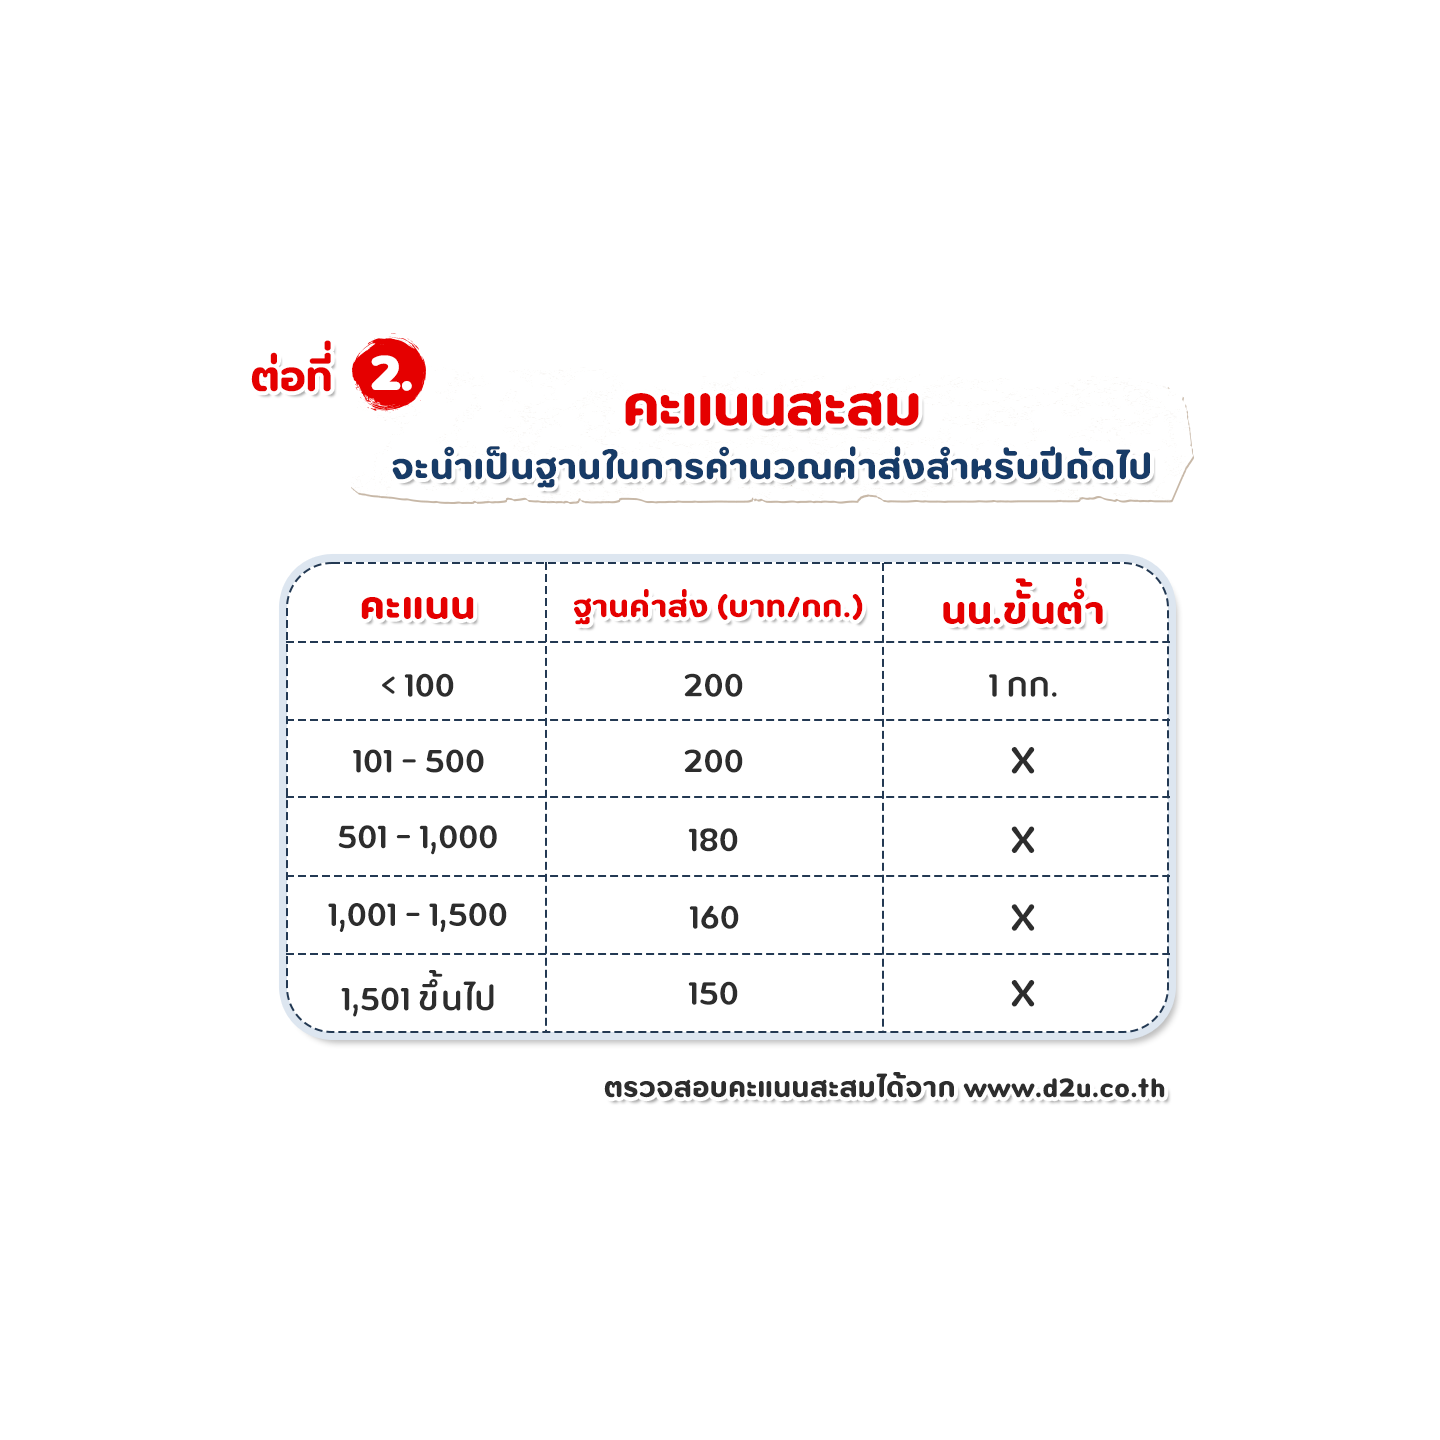 ต่อที่ 2.
คะแนนสะสม
จะนำเป็นฐานในการคำนวณค่าส่งสำหรับปีถัดไป
คะแนน ฐานค่าส่ง (บาท/กก.) นน.ขั้นต่ำ
< 100 200 1 กก.
101 - 500 200 X
501 - 1,000 180 X
1,001 - 1,500 160 X
1,501 ขึ้นไป 150 X
ตรวจสอบคะแนนสะสมได้จาก www.d2u.co.th